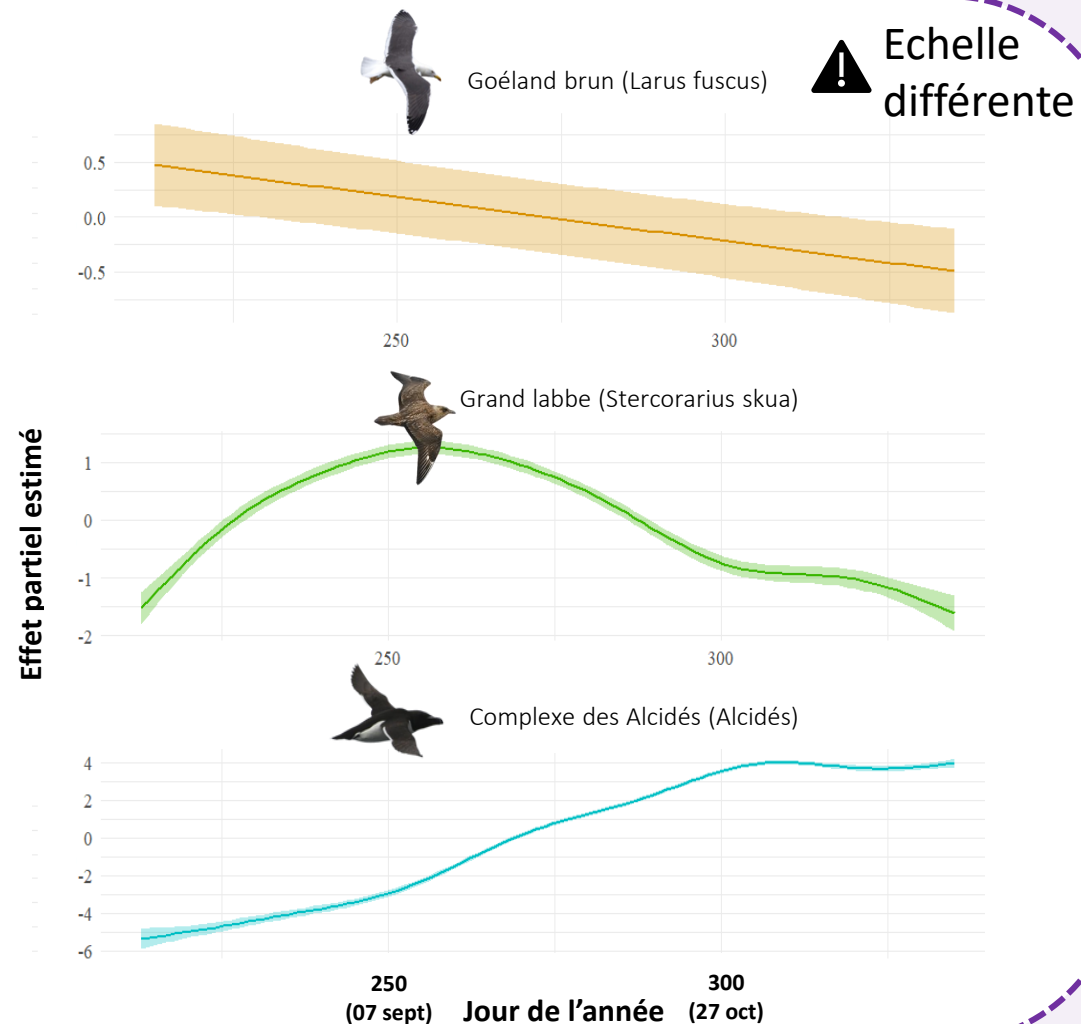 Goéland brun (Larus fuscus)
Echelle
différente
0.5
0.0
-0.5
250
300
Grand labbe (Stercorarius skua)
1
0
-1
-2
250
300
Effet partiel estimé
Complexe des Alcidés (Alcidés)
4
2
0
-2
-4
-6
250
300
(07 sept)
Jour de l’année
(27 oct)